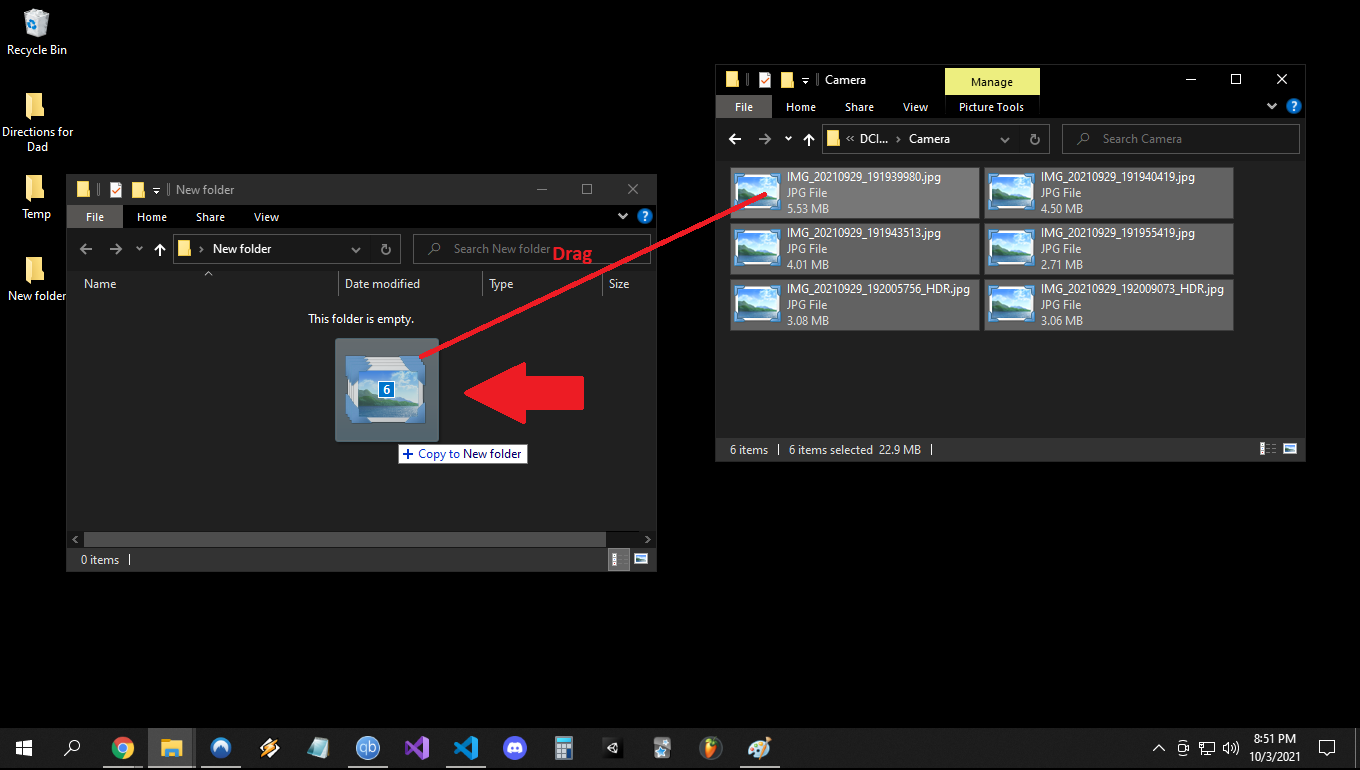 Recycle Bin
Directions for
Dad
Temp
New folder
New folder
File Home Share View
New folder
Search New folder
Drag
Name Date modified Type Size
This folder is empty.
6
Copy to New folder
0 items
Camera
Manage
File Home Share View Picture Tools
DCI... Camera
Search Camera
IMG_20210929_191939980.jpg
JPG File
5.53 MB
IMG_20210929_191940419.jpg
JPG File
4.50 MB
IMG_20210929_191943513.jpg
JPG File
4.01 MB
IMG_20210929_191955419.jpg
JPG File
2.71 MB
IMG_20210929_192005756_HDR.jpg
JPG File
3.08 MB
IMG_20210929_192009073_HDR.jpg
JPG File
3.06 MB
6 items 6 items selected 22.9 MB
qb
8:51 PM
10/3/2021